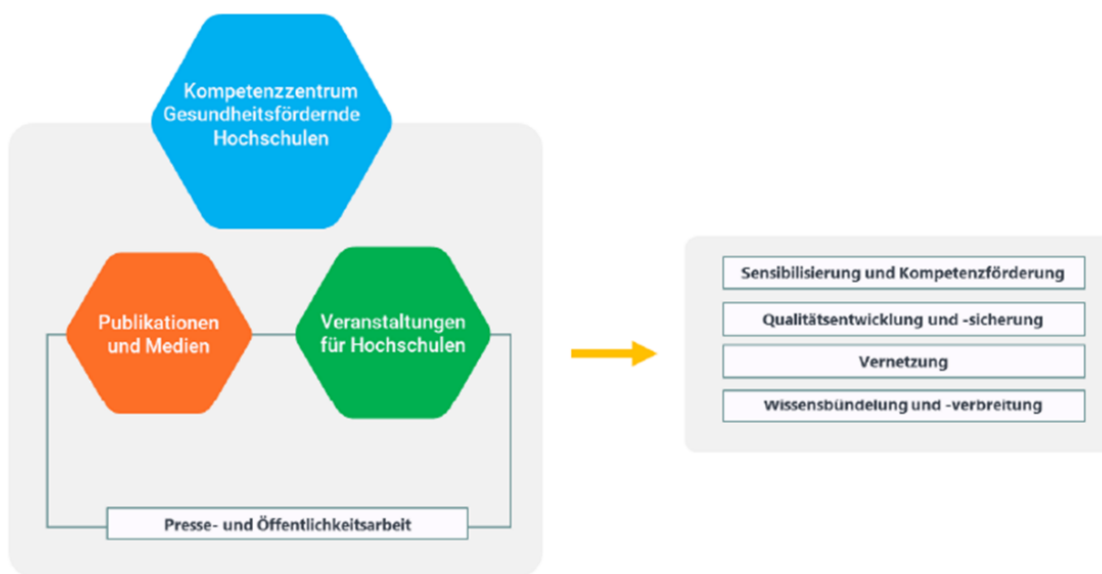 Kompetenzzentrum
Gesundheitsfördernde
Hochschulen
Publikationen
und Medien
Veranstaltungen
für Hochschulen
Presse- und Öffentlichkeitsarbeit
Sensibilisierung und Kompetenzförderung
Qualitätsentwicklung und -sicherung
Vernetzung
Wissensbündelung und -verbreitung